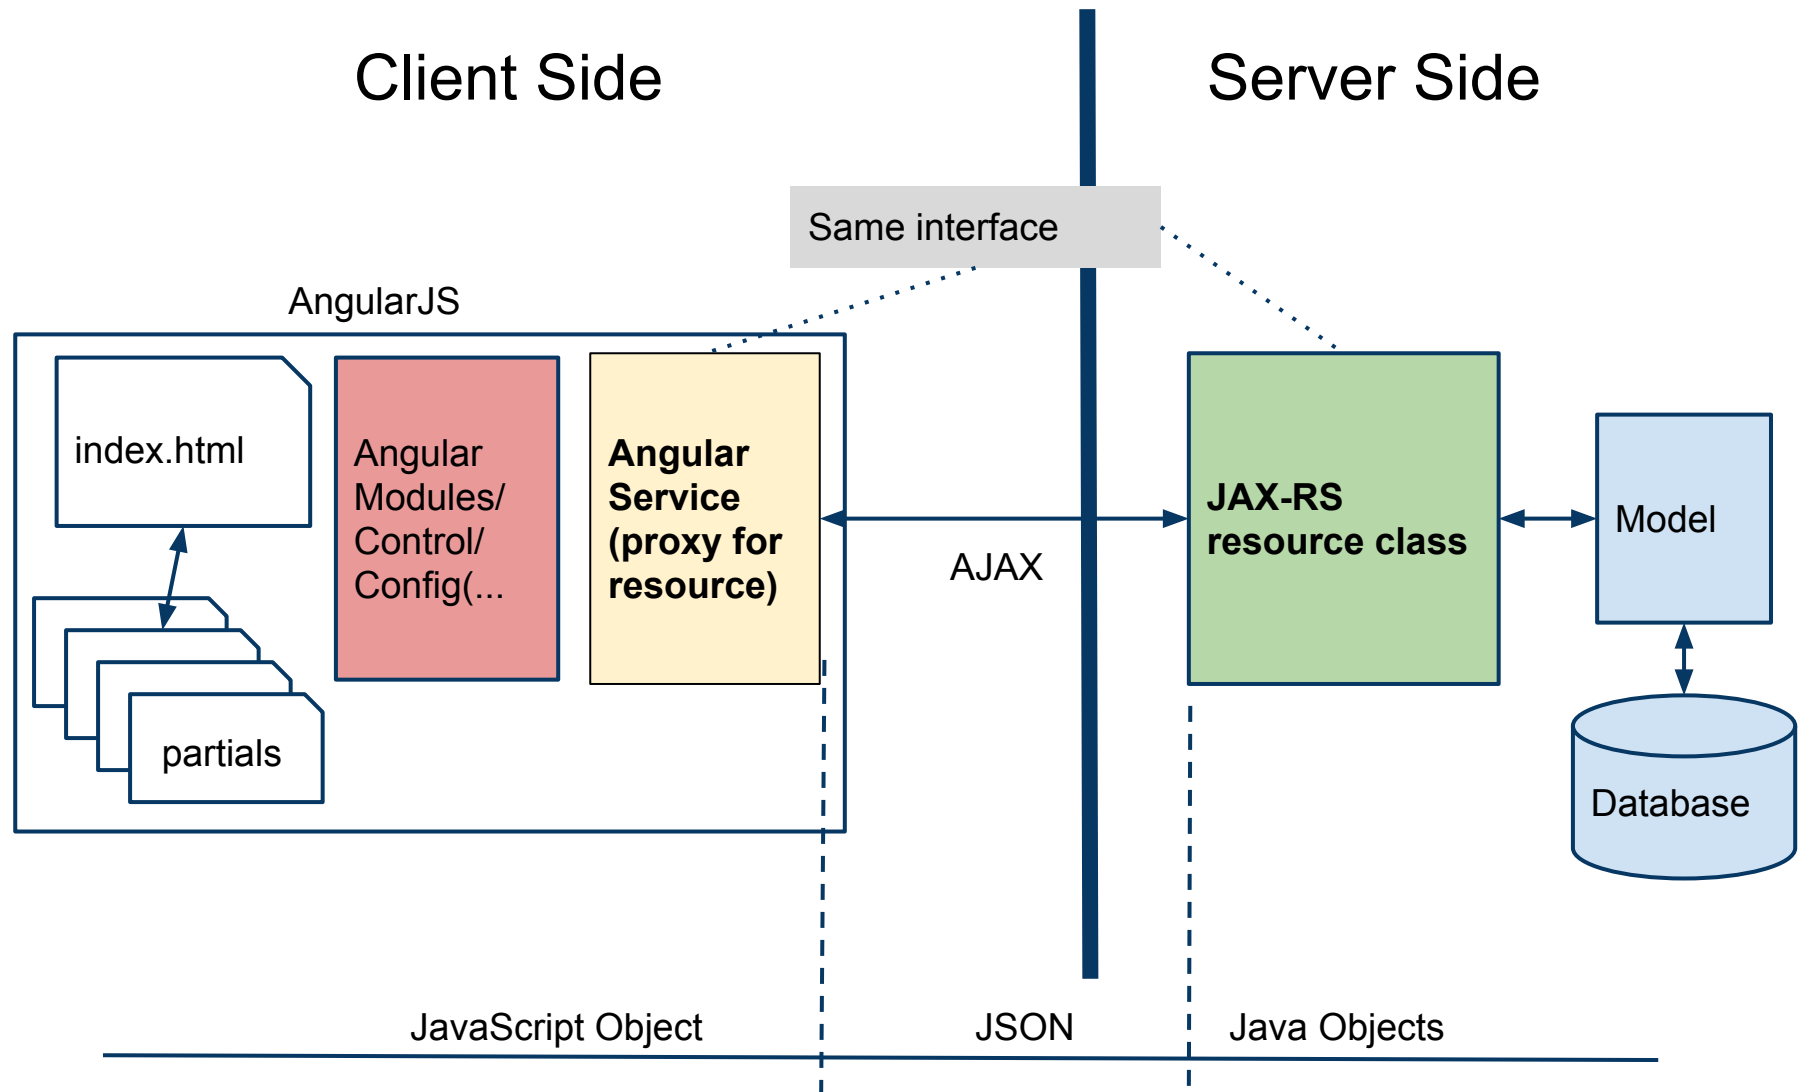 Client Side
Server Side
Same interface
AngularJS
index.html
partials
Angular
Modules/
Control/
Config(...
Angular
Service
(proxy for
resource)
AJAX
JAX-RS
resource class
Model
Database
JavaScript Object
JSON
Java Objects